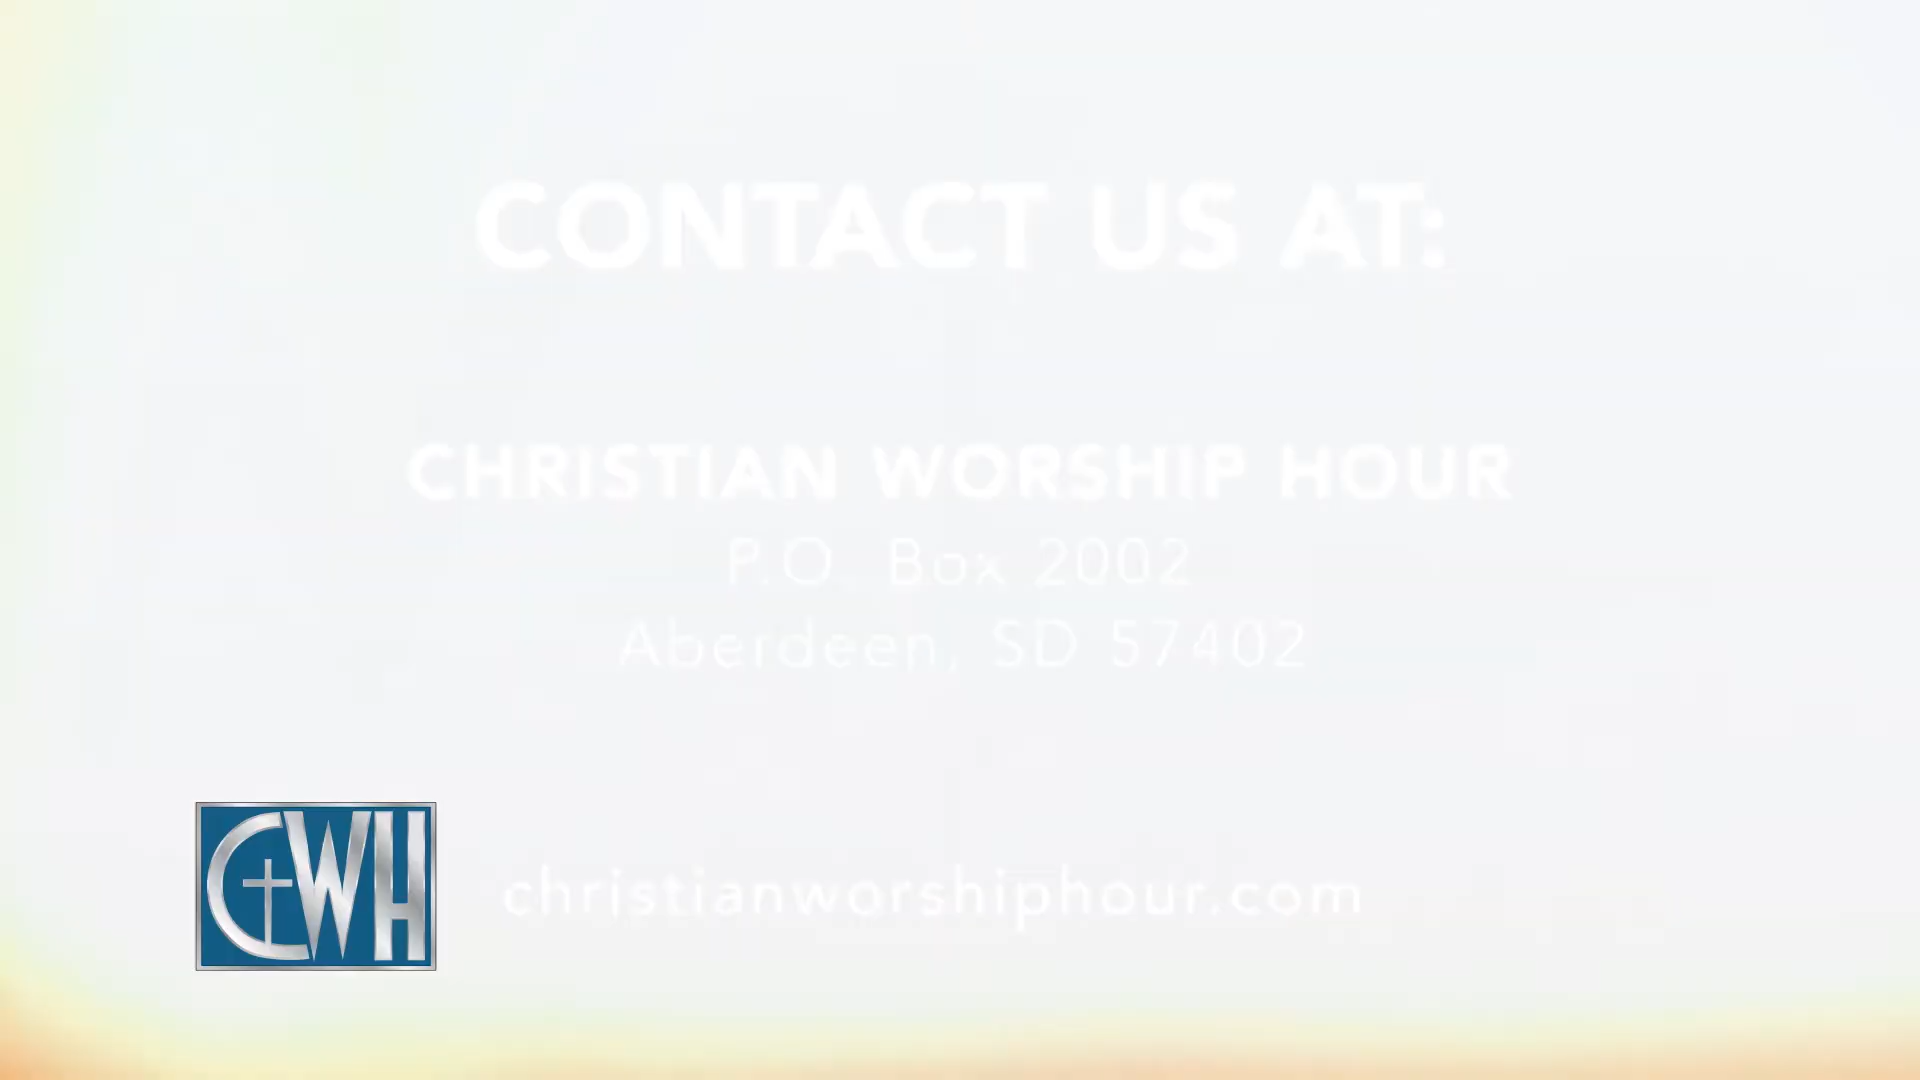 CONTACT US AT:
CHRISTIAN WORSHIP HOUR
P.O. Box 2002
Aberdeen, SD 57402
CWH
christianworshiphour.com